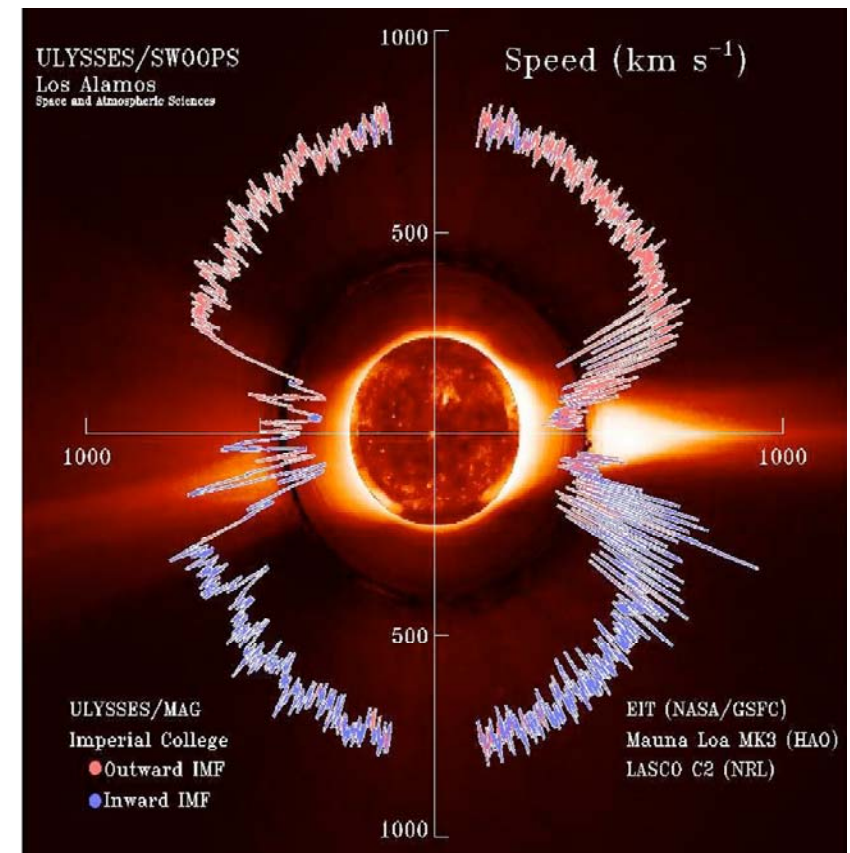 ULYSSES/SWOOPS
Los Alamos
Space and Atmospheric Sciences
1000
Speed (km s⁻¹)
500
1000
1000
500
ULYSSES/MAG
Imperial College
Outward IMF
Inward IMF
EIT (NASA/GSFC)
Mauna Loa MK3 (HAO)
LASCO C2 (NRL)
1000